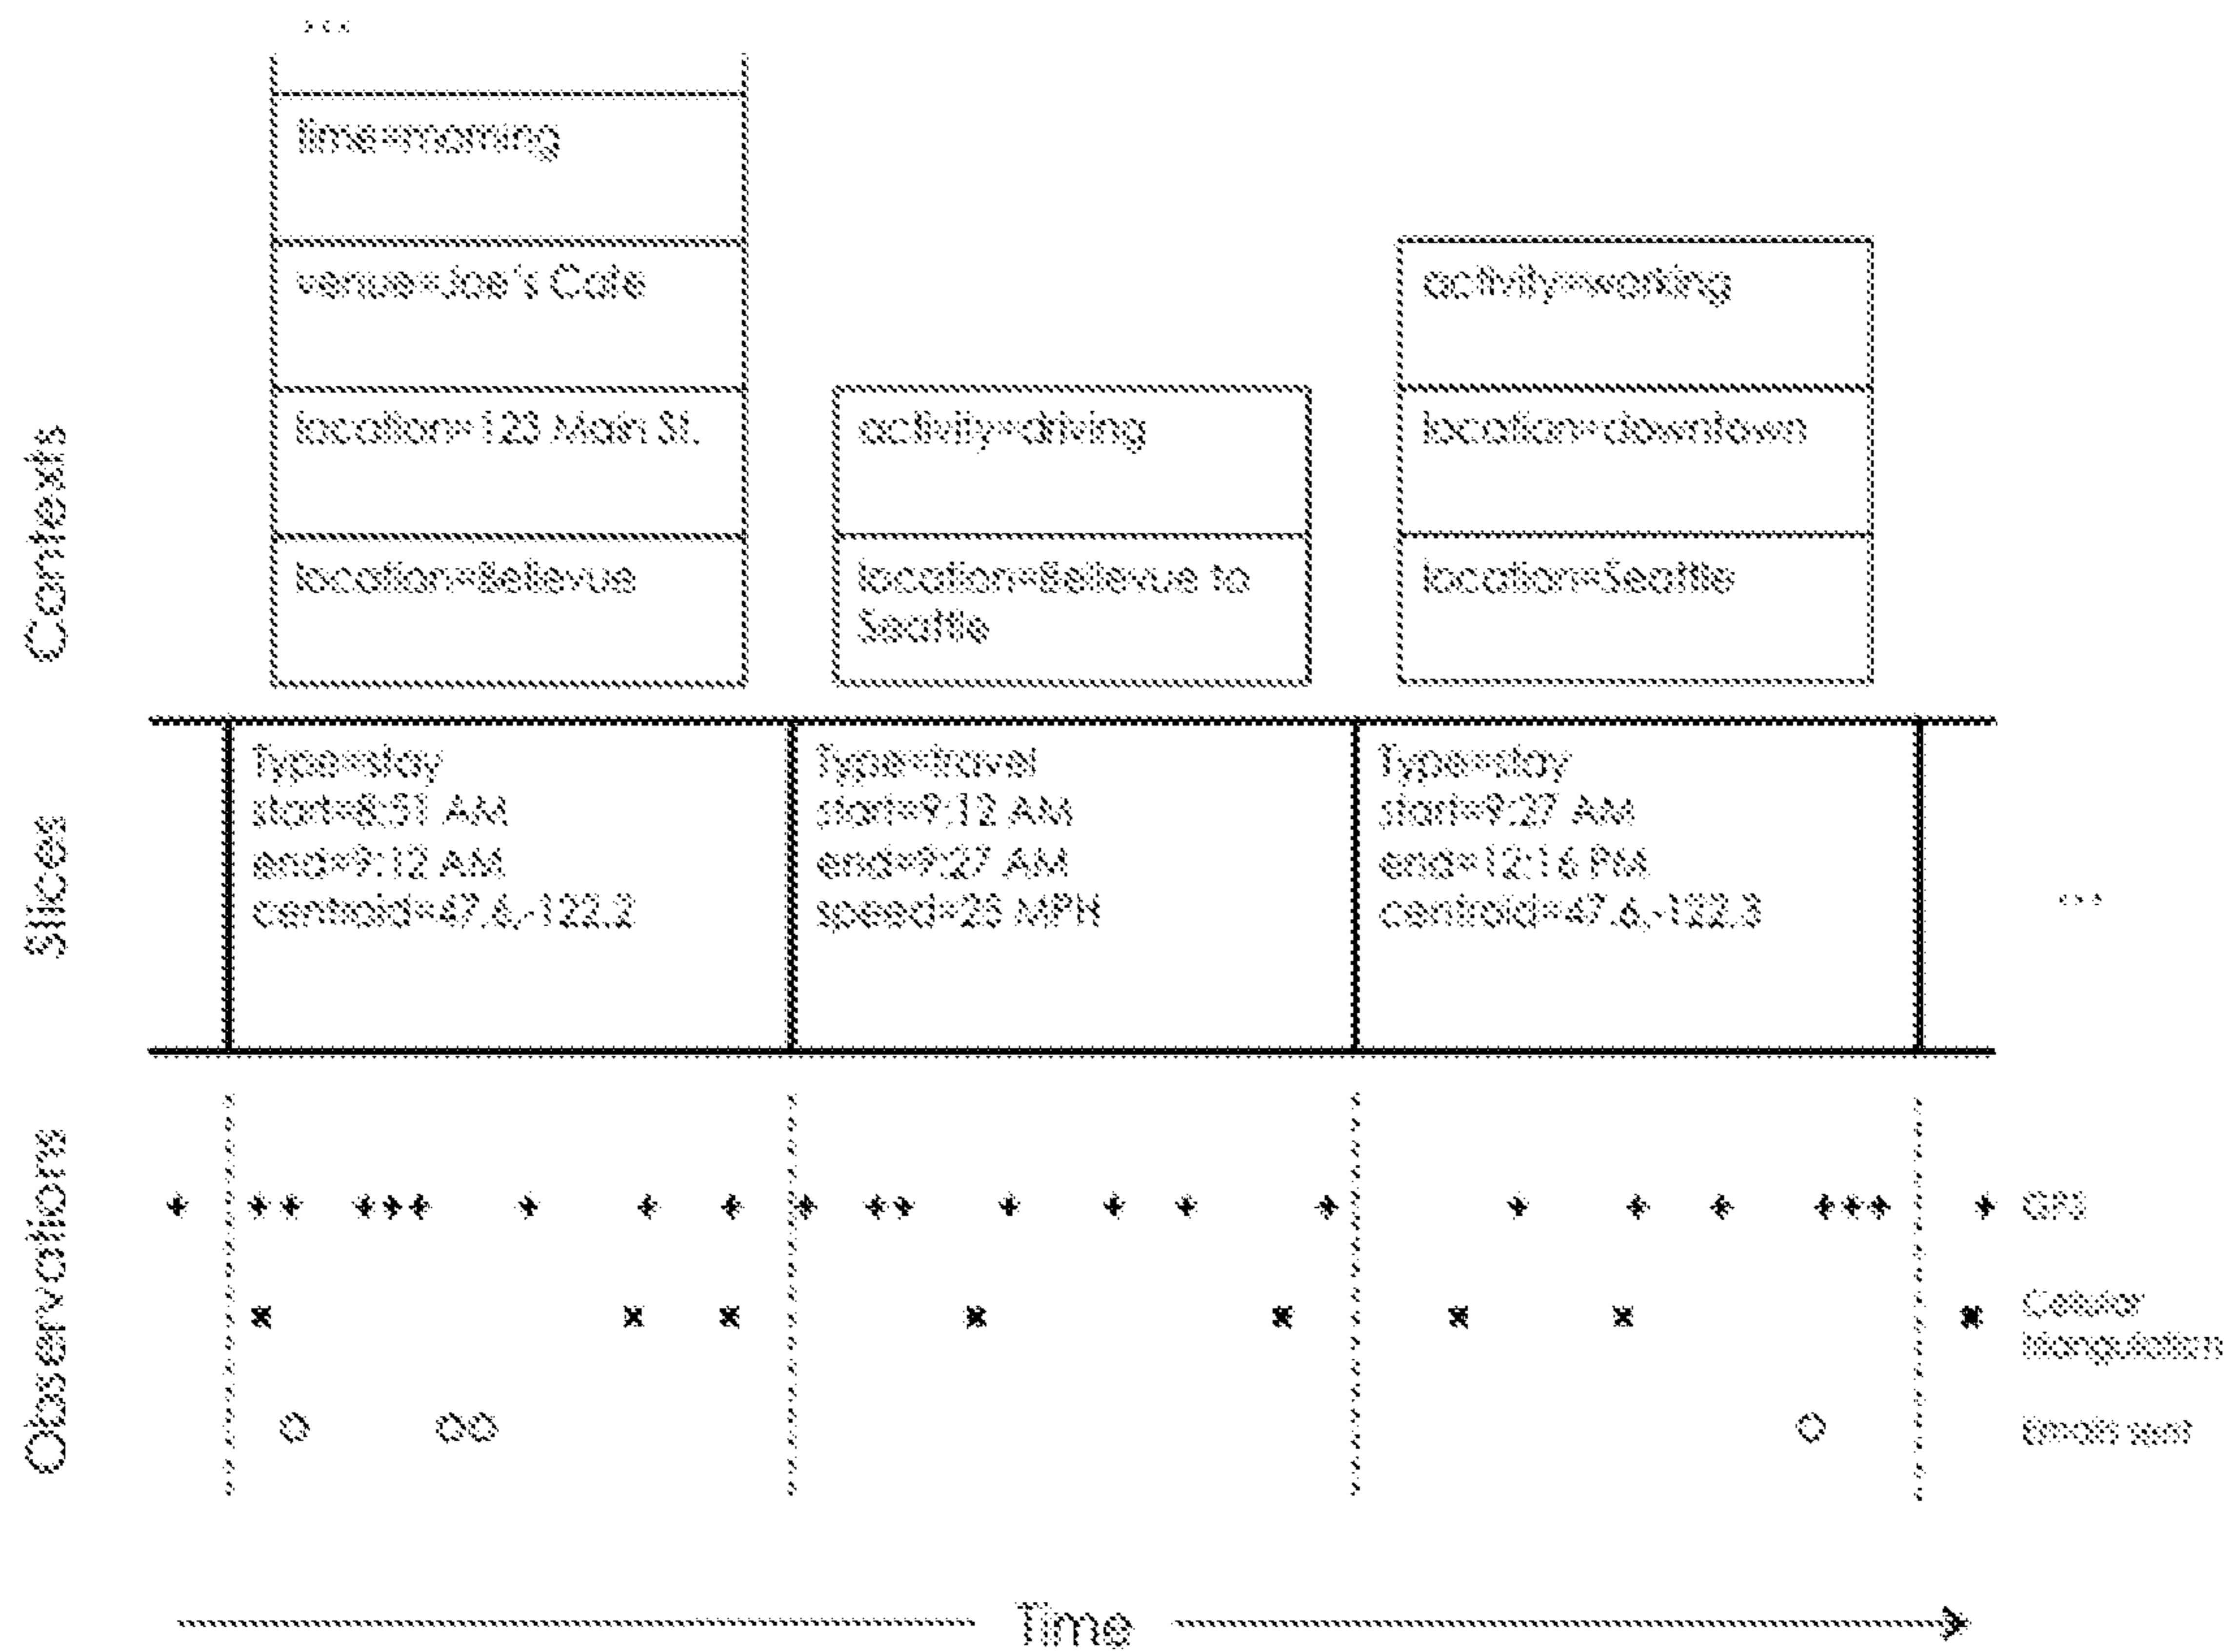 ...
time=morning
venue=Joe's Cafe
location=123 Main St.
location=Bellevue
activity=driving
location=Bellevue to
Seattle
activity=working
location=downtown
location=Seattle
Contexts
Type=stay
start=8:51 AM
end=9:12 AM
centroid=47.6,-122.2
Type=travel
start=9:12 AM
end=9:27 AM
speed=25 MPH
Type=stay
start=9:27 AM
end=12:16 PM
centroid=47.6,-122.3
...
Slices
Observations
GPS
Cellular
triangulation
Emails sent
Time